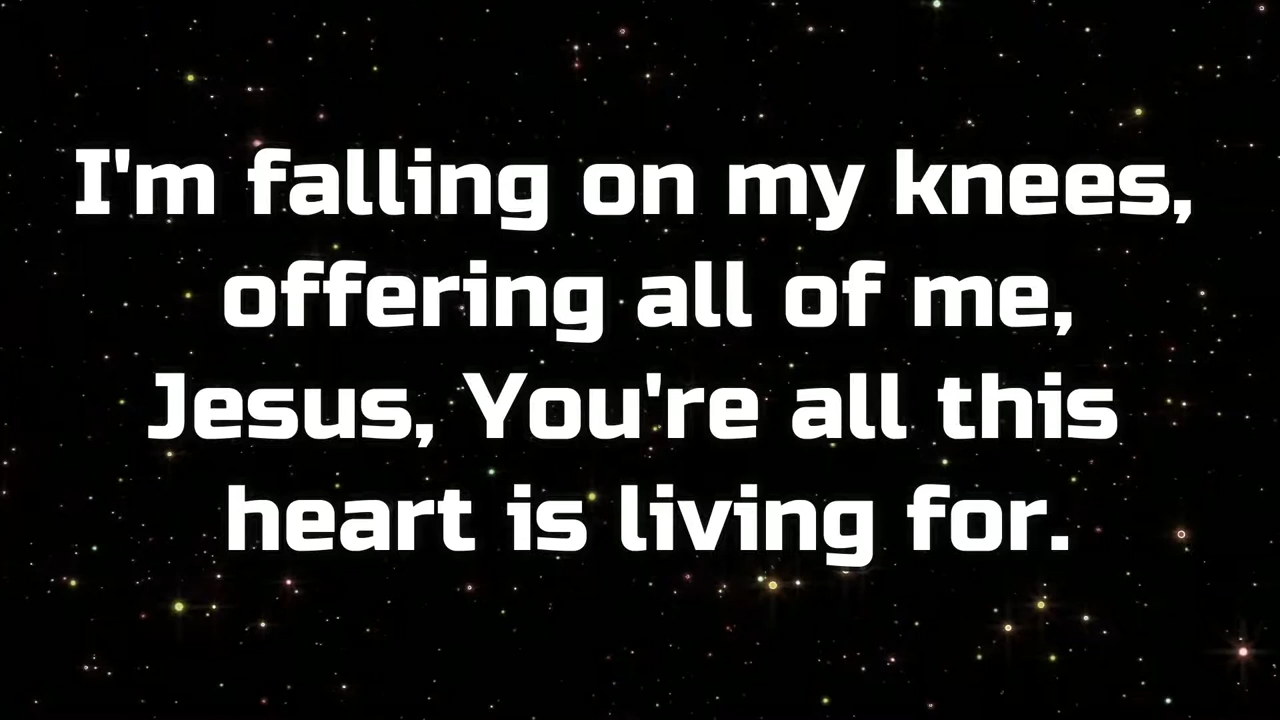 I'm falling on my knees,
offering all of me,
Jesus, You're all this
heart is living for.